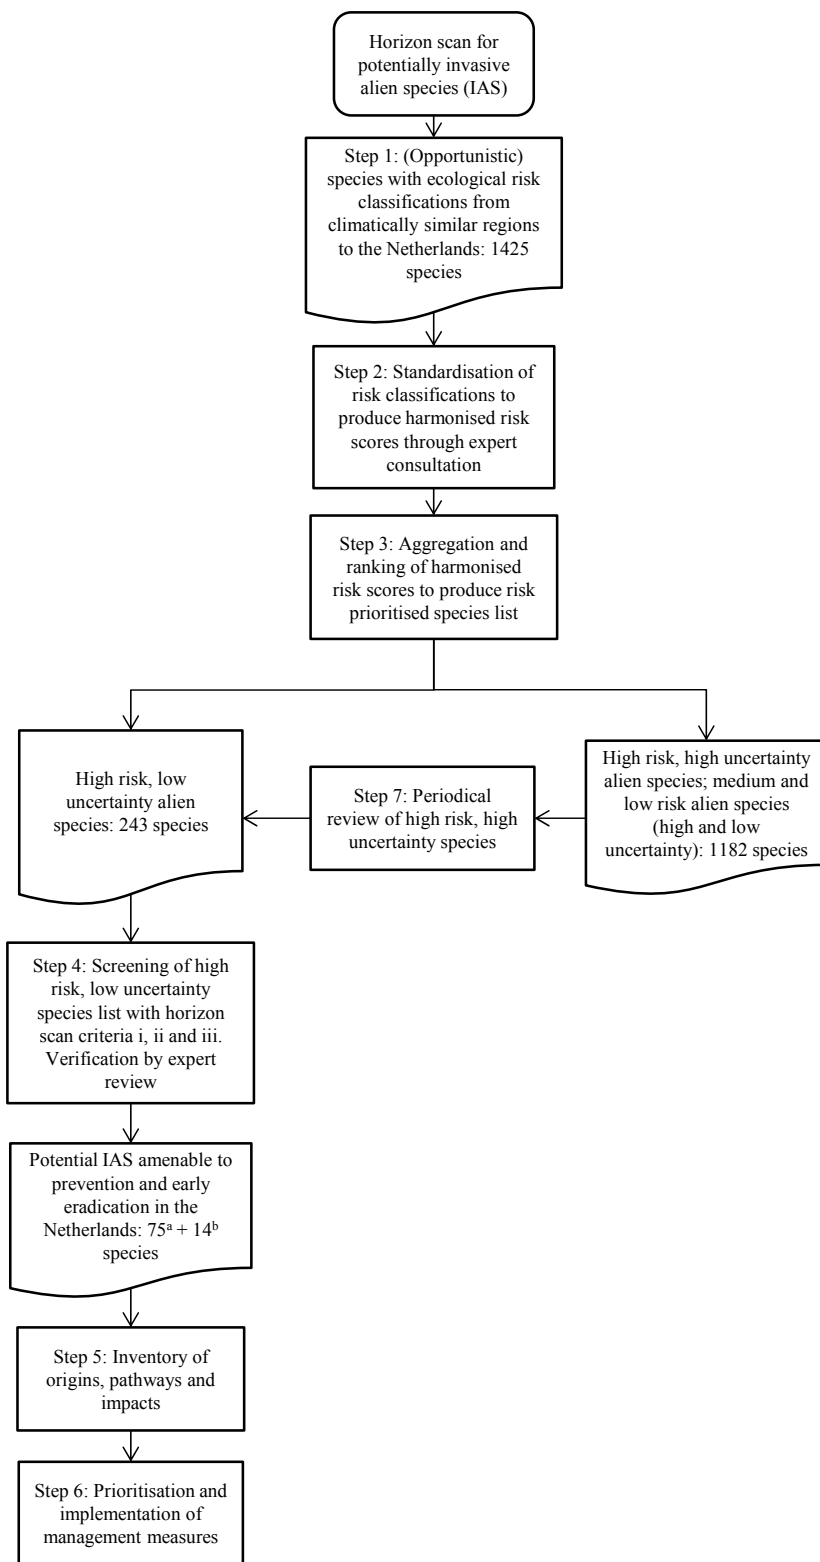 Horizon scan for
potentially invasive
alien species (IAS)
Step 1: (Opportunistic)
species with ecological risk
classifications from
climatically similar regions
to the Netherlands: 1425
species
Step 2: Standardisation of
risk classifications to
produce harmonised risk
scores through expert
consultation
Step 3: Aggregation and
ranking of harmonised
risk scores to produce risk
prioritised species list
High risk, low
uncertainty alien
species: 243 species
Step 7: Periodical
review of high risk, high
uncertainty species
High risk, high uncertainty
alien species; medium and
low risk alien species
(high and low
uncertainty): 1182 species
Step 4: Screening of high
risk, low uncertainty
species list with horizon
scan criteria i, ii and iii.
Verification by expert
review
Potential IAS amenable to
prevention and early
eradication in the
Netherlands: 75ᵃ + 14ᵇ
species
Step 5: Inventory of
origins, pathways and
impacts
Step 6: Prioritisation and
implementation of
management measures